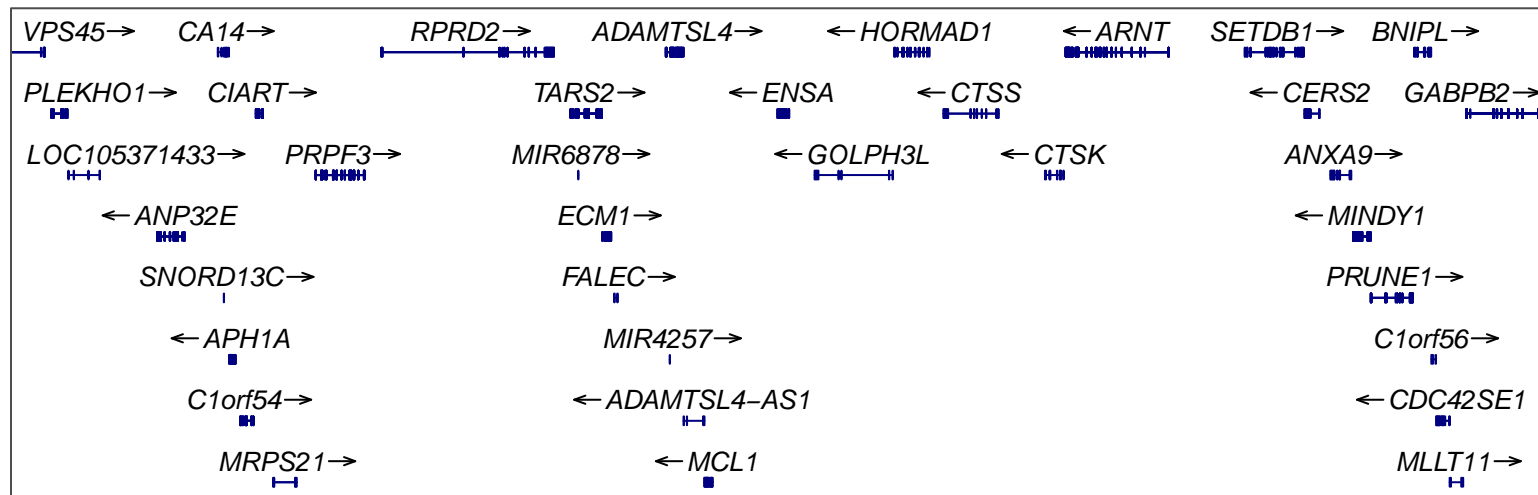 VPS45→ CA14→ RPRD2→ ADAMTSL4→ ←HORMAD1 ←ARNT SETDB1→ BNIPL→
PLEKHO1→ CIART→ TARS2→ ←ENSA ←CTSS ←CERS2 GABPB2→
LOC105371433→ PRPF3→ MIR6878→ ←GOLPH3L ←CTSK ANXA9→
←ANP32E ECM1→ ←MINDY1
SNORD13C→ FALEC→ PRUNE1→
←APH1A MIR4257→ C1orf56→
C1orf54→ ←ADAMTSL4−AS1 ←CDC42SE1
MRPS21→ ←MCL1 MLLT11→